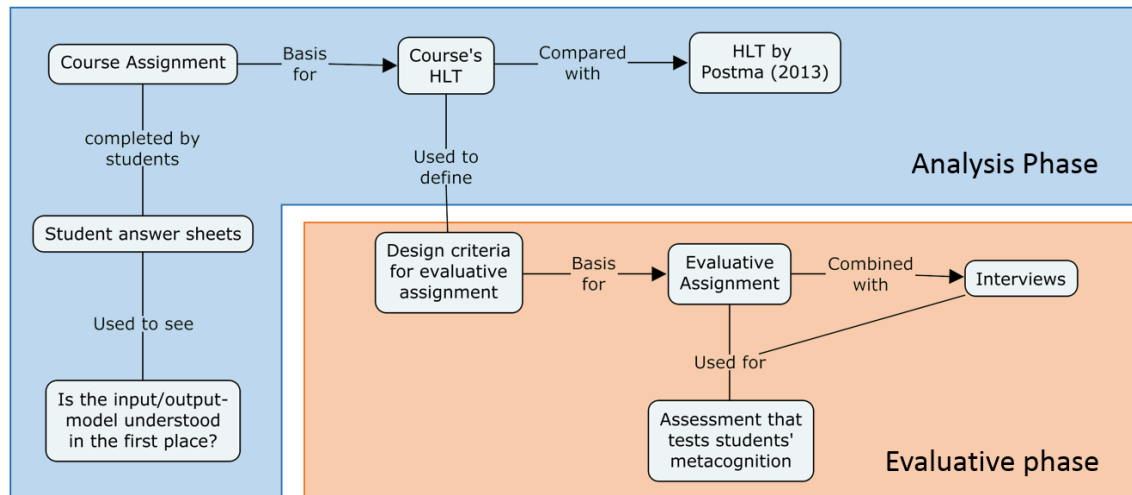 Course Assignment
Basis
for
Course's
HLT
Compared
with
HLT by
Postma (2013)
completed by
students
Used to
define
Analysis Phase
Student answer sheets
Design criteria
for evaluative
assignment
Basis
for
Evaluative
Assignment
Combined
with
Interviews
Used to see
Used for
Is the input/output-
model understood
in the first place?
Assessment that
tests students'
metacognition
Evaluative phase